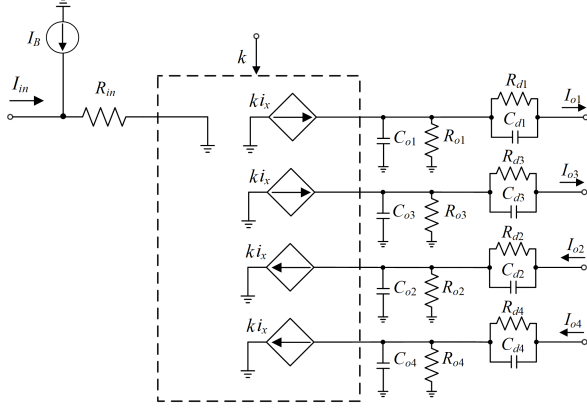 I_B
I_in
R_in
k
ki_x
C_o1
R_o1
R_d1
C_d1
I_o1
ki_x
C_o3
R_o3
R_d3
C_d3
I_o3
ki_x
C_o2
R_o2
R_d2
C_d2
I_o2
ki_x
C_o4
R_o4
R_d4
C_d4
I_o4